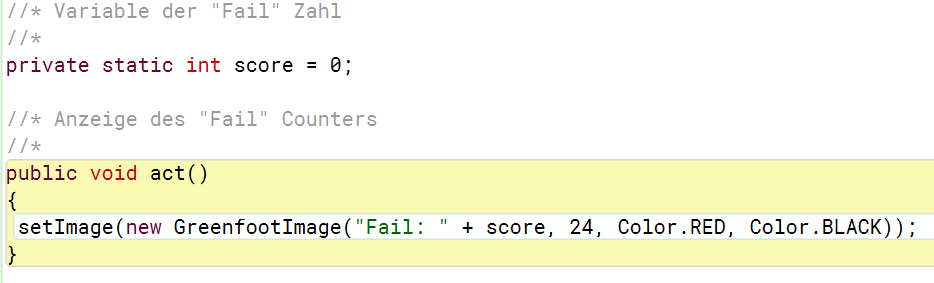 //* Variable der "Fail" Zahl
//*
private static int score = 0;
//* Anzeige des "Fail" Counters
//*
public void act()
{
setImage(new GreenfootImage("Fail: " + score, 24, Color.RED, Color.BLACK));
}